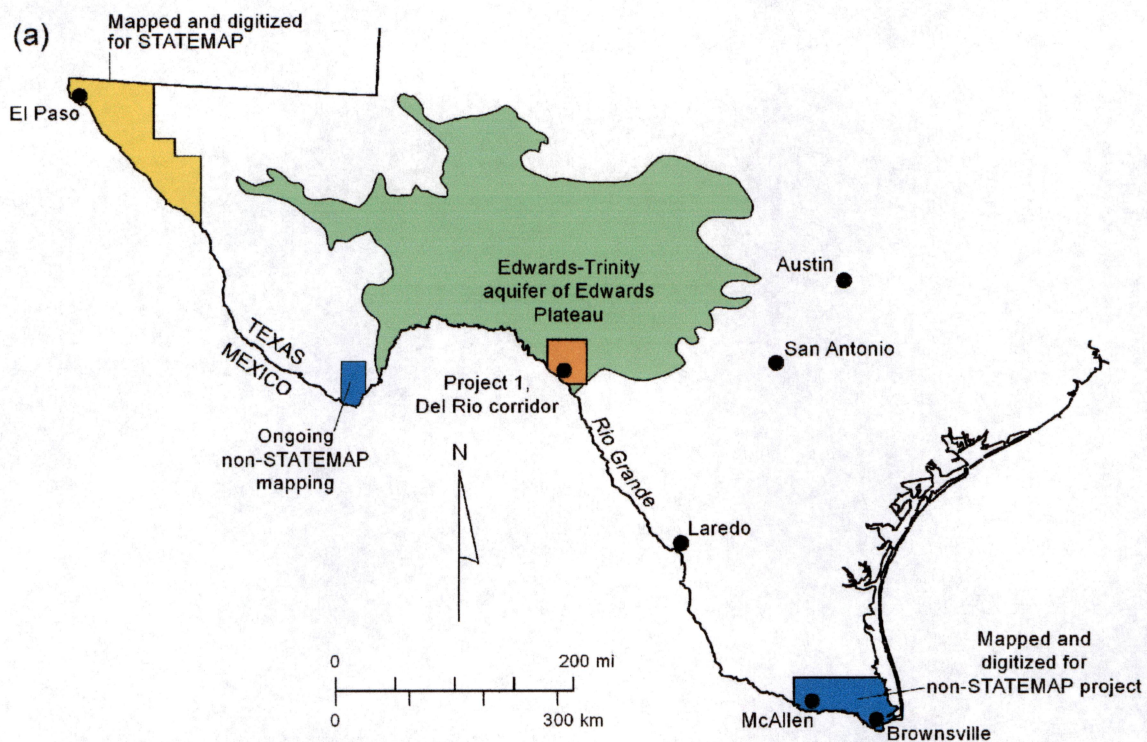 (a)
Mapped and digitized
for STATEMAP
El Paso
Edwards-Trinity
aquifer of Edwards
Plateau
Austin
San Antonio
TEXAS
MEXICO
Project 1,
Del Rio corridor
Ongoing
non-STATEMAP
mapping
N
Rio Grande
Laredo
0 200 mi
0 300 km
Mapped and
digitized for
non-STATEMAP project
McAllen
Brownsville